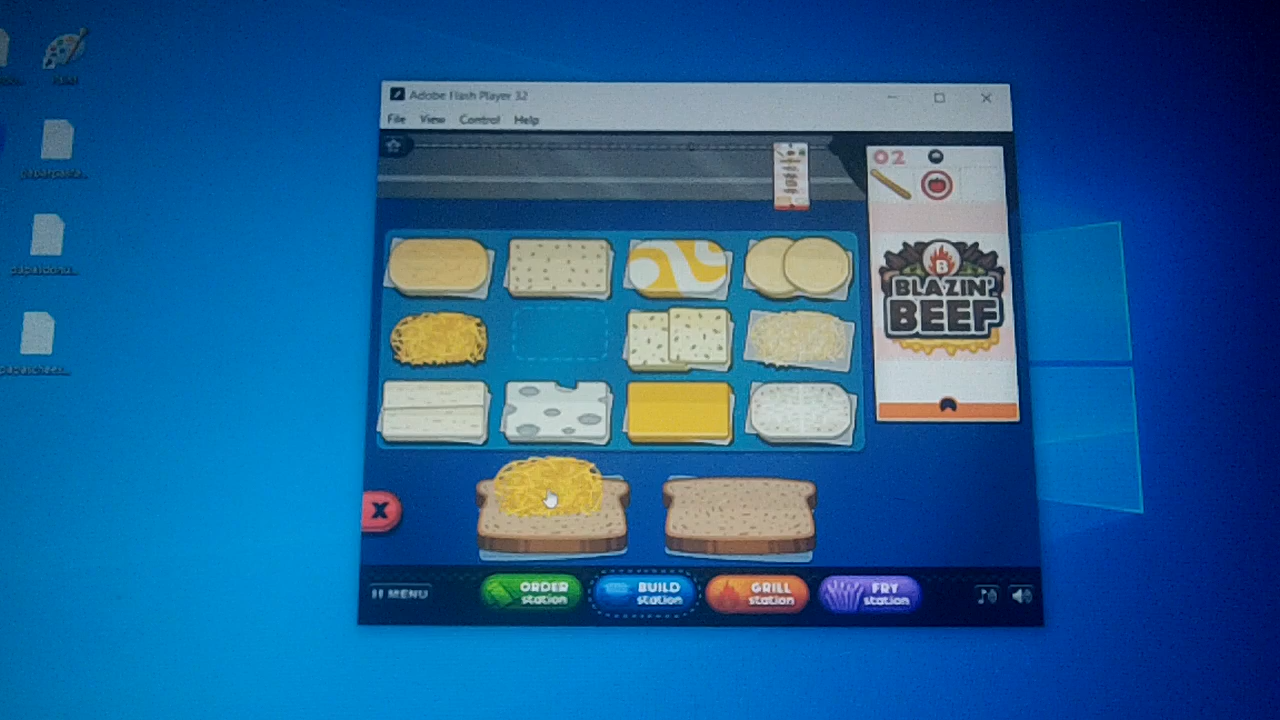 Adobe Flash Player 32
File View Control Help
02
B
BLAZIN'
BEEF
X
MENU
ORDER
station
BUILD
station
GRILL
station
FRY
station